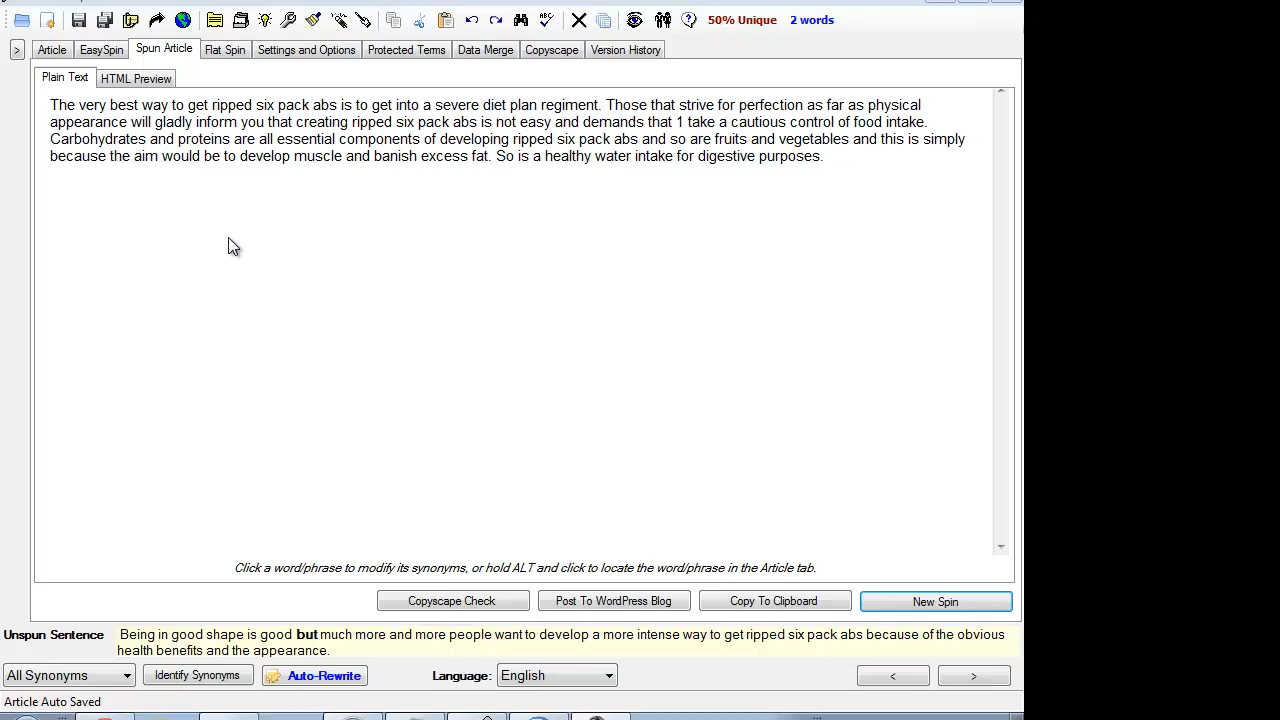 50% Unique 2 words
> Article EasySpin Spun Article Flat Spin Settings and Options Protected Terms Data Merge Copyscape Version History
Plain Text HTML Preview
The very best way to get ripped six pack abs is to get into a severe diet plan regiment. Those that strive for perfection as far as physical
appearance will gladly inform you that creating ripped six pack abs is not easy and demands that 1 take a cautious control of food intake.
Carbohydrates and proteins are all essential components of developing ripped six pack abs and so are fruits and vegetables and this is simply
because the aim would be to develop muscle and banish excess fat. So is a healthy water intake for digestive purposes.
Click a word/phrase to modify its synonyms, or hold ALT and click to locate the word/phrase in the Article tab.
Copyscape Check Post To WordPress Blog Copy To Clipboard New Spin
Unspun Sentence Being in good shape is good but much more and more people want to develop a more intense way to get ripped six pack abs because of the obvious
health benefits and the appearance.
All Synonyms Identify Synonyms Auto-Rewrite Language: English < >
Article Auto Saved